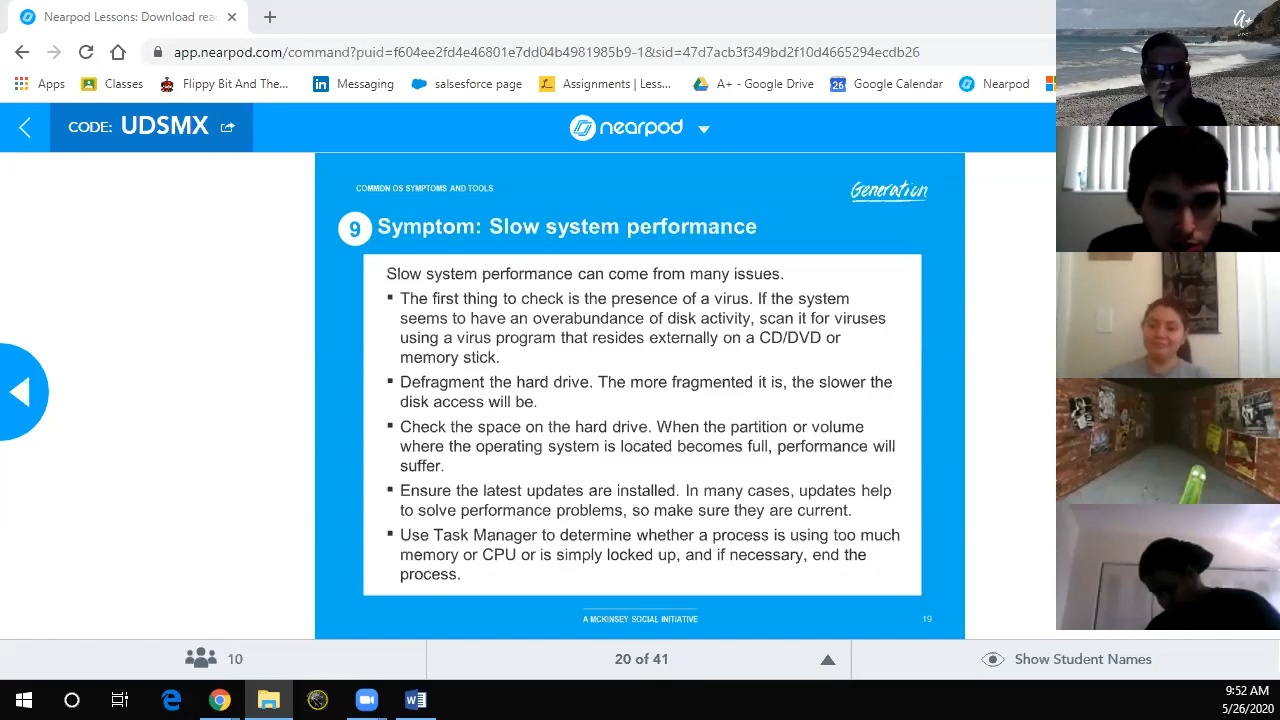 Nearpod Lessons: Download rea
app.nearpod.com/command?puid=f604ee2fd4e46801e7dd04b4981985b9-1&sid=47d7acb3f349bd2f10d4665294ecdb26
Apps Classes Flippy Bit And The... Messaging salesforce page Assignments | Less... A+ - Google Drive 26 Google Calendar Nearpod
CODE: UDSMX nearpod
COMMON OS SYMPTOMS AND TOOLS
Generation
9 Symptom: Slow system performance
Slow system performance can come from many issues.
▪ The first thing to check is the presence of a virus. If the system
seems to have an overabundance of disk activity, scan it for viruses
using a virus program that resides externally on a CD/DVD or
memory stick.
▪ Defragment the hard drive. The more fragmented it is, the slower the
disk access will be.
▪ Check the space on the hard drive. When the partition or volume
where the operating system is located becomes full, performance will
suffer.
▪ Ensure the latest updates are installed. In many cases, updates help
to solve performance problems, so make sure they are current.
▪ Use Task Manager to determine whether a process is using too much
memory or CPU or is simply locked up, and if necessary, end the
process.
A MCKINSEY SOCIAL INITIATIVE 19
10 20 of 41 Show Student Names
9:52 AM
5/26/2020
A+